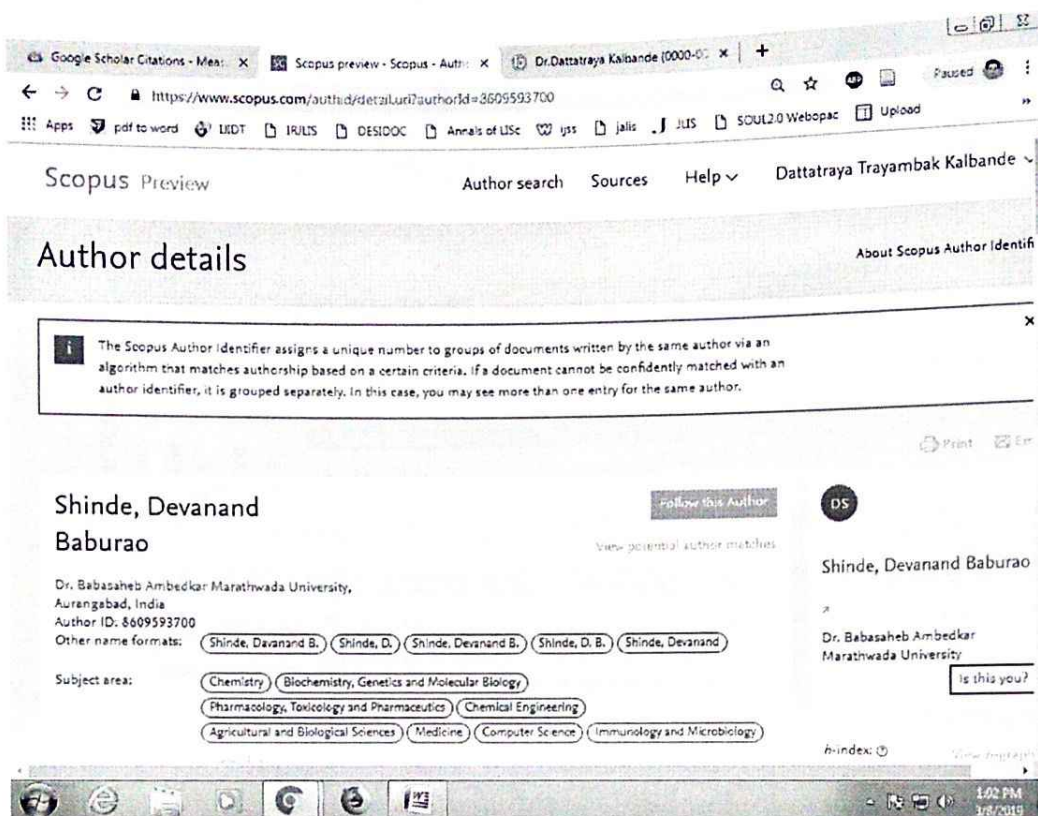 Google Scholar Citations - Meas
Scopus preview - Scopus - Auth
Dr.Dattatraya Kalbande (0000-0
https://www.scopus.com/authid/detail.uri?authorId=8609593700
Paused
Apps
pdf to word
IJIDT
IRJLIS
DESIDOC
Annals of LISc
ijss
jalis
JLIS
SOUL2.0 Webopac
Upload
Scopus Preview
Author search
Sources
Help
Dattatraya Trayambak Kalbande
Author details
About Scopus Author Identifi
i
The Scopus Author Identifier assigns a unique number to groups of documents written by the same author via an
algorithm that matches authorship based on a certain criteria. If a document cannot be confidently matched with an
author identifier, it is grouped separately. In this case, you may see more than one entry for the same author.
Print
Shinde, Devanand
Baburao
Follow this Author
View potential author matches
Dr. Babasaheb Ambedkar Marathwada University,
Aurangabad, India
Author ID: 8609593700
Other name formats:
Shinde, Davanand B.
Shinde, D.
Shinde, Devanand B.
Shinde, D. B.
Shinde, Devanand
Subject area:
Chemistry
Biochemistry, Genetics and Molecular Biology
Pharmacology, Toxicology and Pharmaceutics
Chemical Engineering
Agricultural and Biological Sciences
Medicine
Computer Science
Immunology and Microbiology
DS
Shinde, Devanand Baburao
Dr. Babasaheb Ambedkar
Marathwada University
Is this you?
h-index:
1:02 PM
3/8/2019